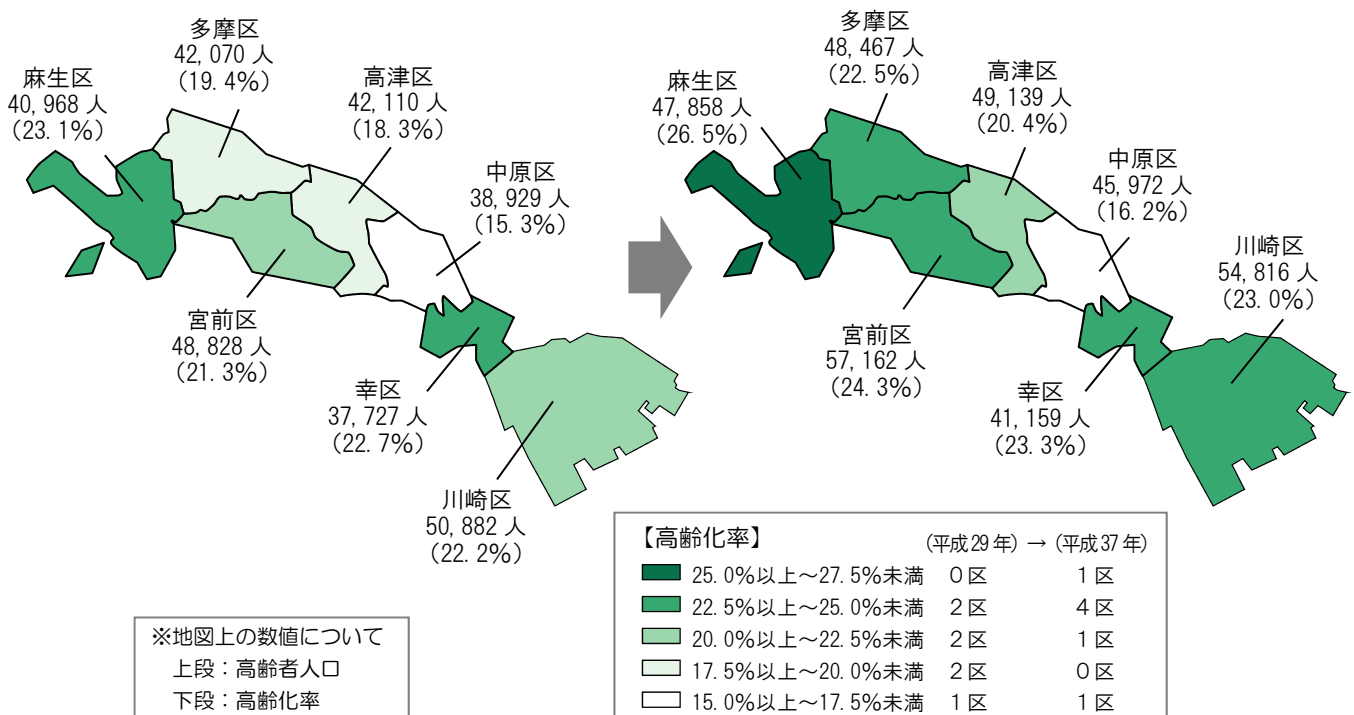 多摩区
42,070 人
(19.4%)
麻生区
40,968 人
(23.1%)
高津区
42,110 人
(18.3%)
中原区
38,929 人
(15.3%)
宮前区
48,828 人
(21.3%)
幸区
37,727 人
(22.7%)
川崎区
50,882 人
(22.2%)
多摩区
48,467 人
(22.5%)
麻生区
47,858 人
(26.5%)
高津区
49,139 人
(20.4%)
中原区
45,972 人
(16.2%)
川崎区
54,816 人
(23.0%)
宮前区
57,162 人
(24.3%)
幸区
41,159 人
(23.3%)
※地図上の数値について
上段：高齢者人口
下段：高齢化率
【高齢化率】 (平成29年) → (平成37年)
25.0%以上～27.5%未満 0区 1区
22.5%以上～25.0%未満 2区 4区
20.0%以上～22.5%未満 2区 1区
17.5%以上～20.0%未満 2区 0区
15.0%以上～17.5%未満 1区 1区